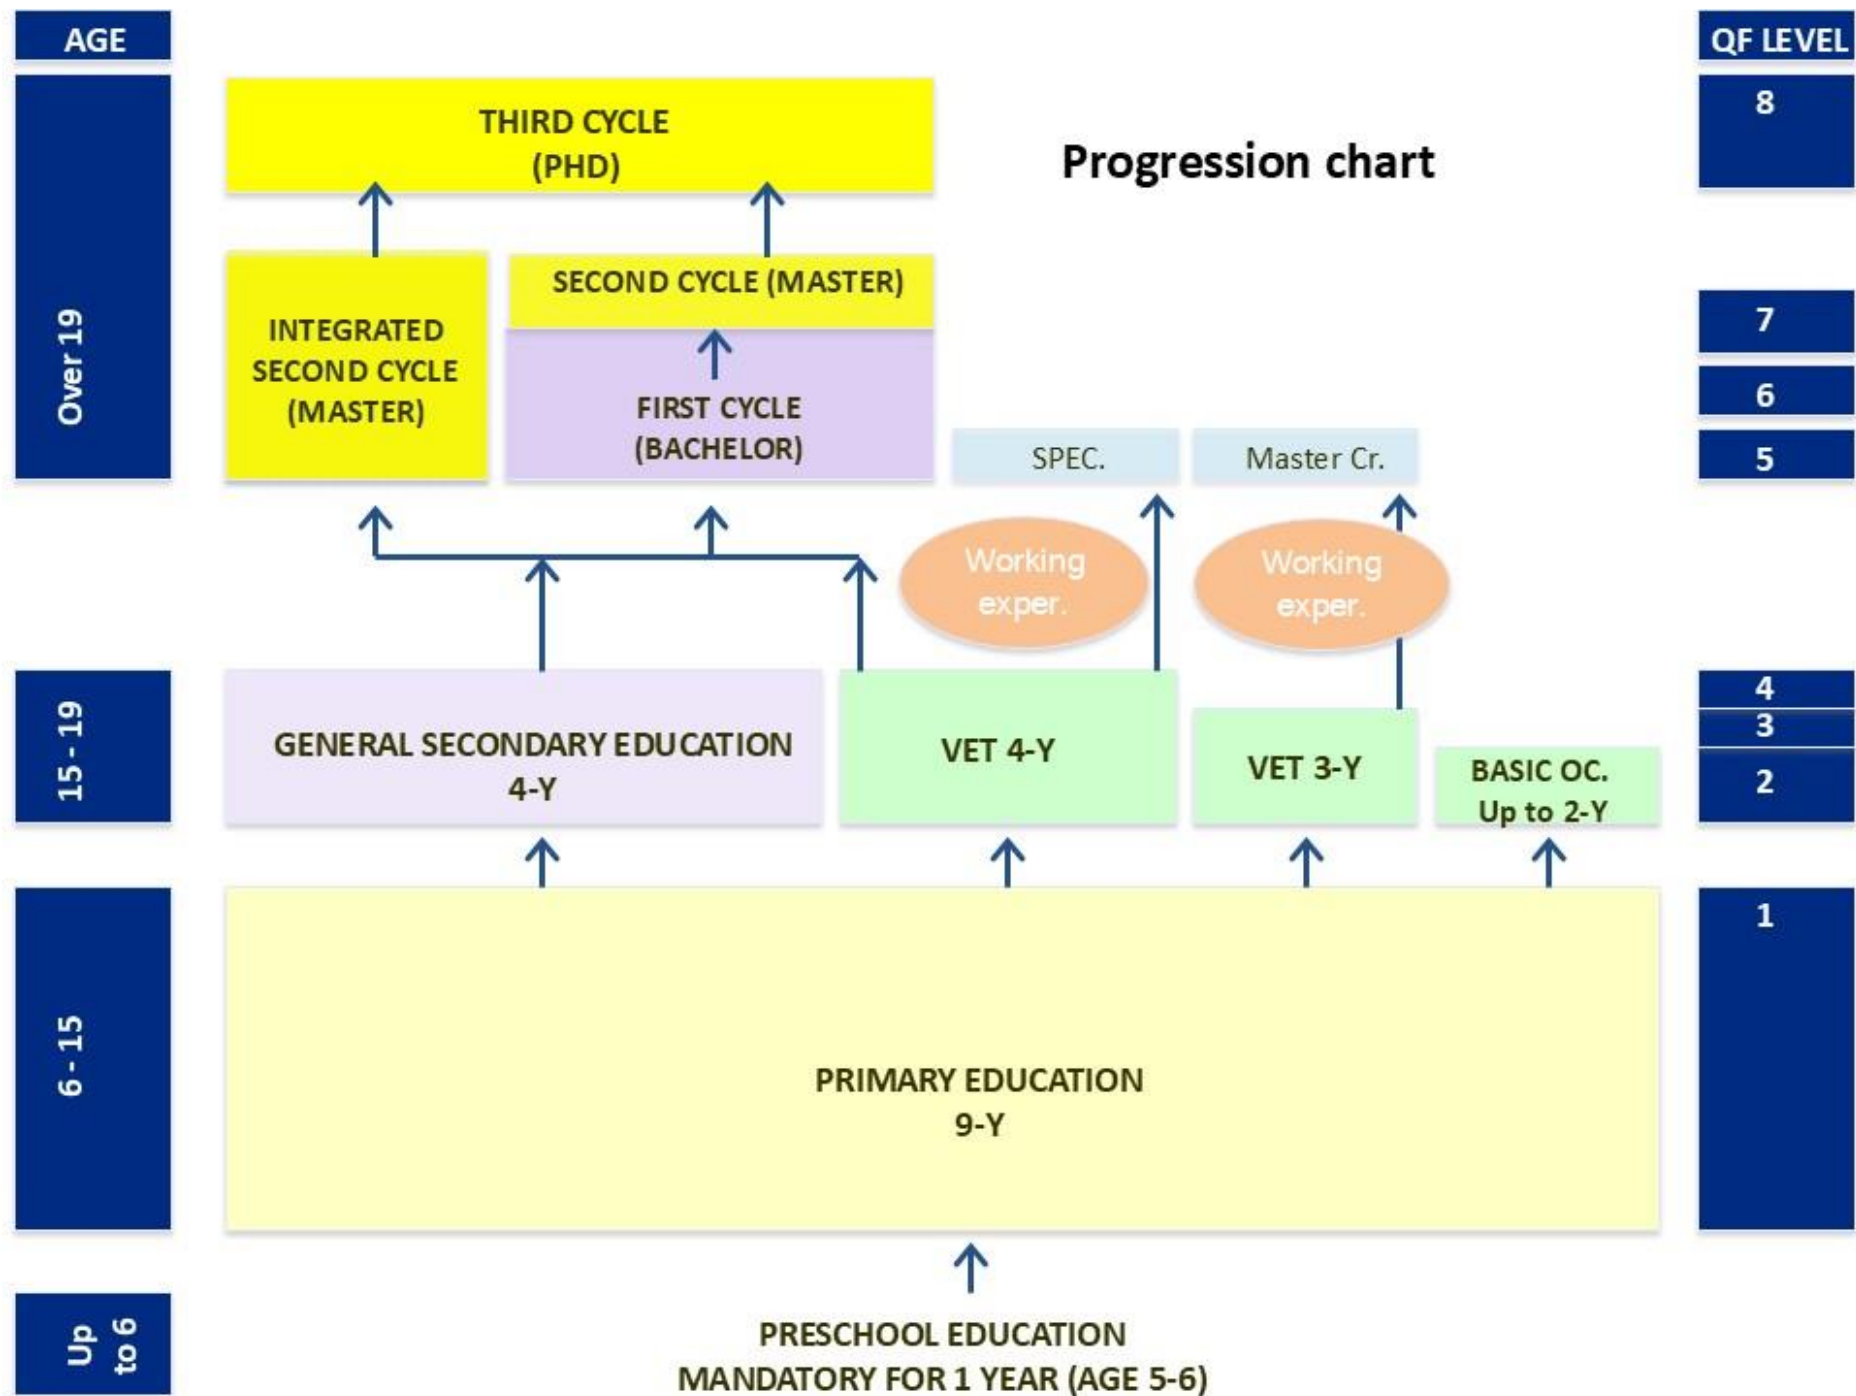 AGE
QF LEVEL
8
THIRD CYCLE
(PHD)
Progression chart
Over 19
SECOND CYCLE (MASTER)
INTEGRATED
SECOND CYCLE
(MASTER)
7
FIRST CYCLE
(BACHELOR)
6
SPEC.
Master Cr.
5
Working
exper.
Working
exper.
15 - 19
4
3
2
GENERAL SECONDARY EDUCATION
4-Y
VET 4-Y
VET 3-Y
BASIC OC.
Up to 2-Y
1
6 - 15
PRIMARY EDUCATION
9-Y
Up
to 6
PRESCHOOL EDUCATION
MANDATORY FOR 1 YEAR (AGE 5-6)